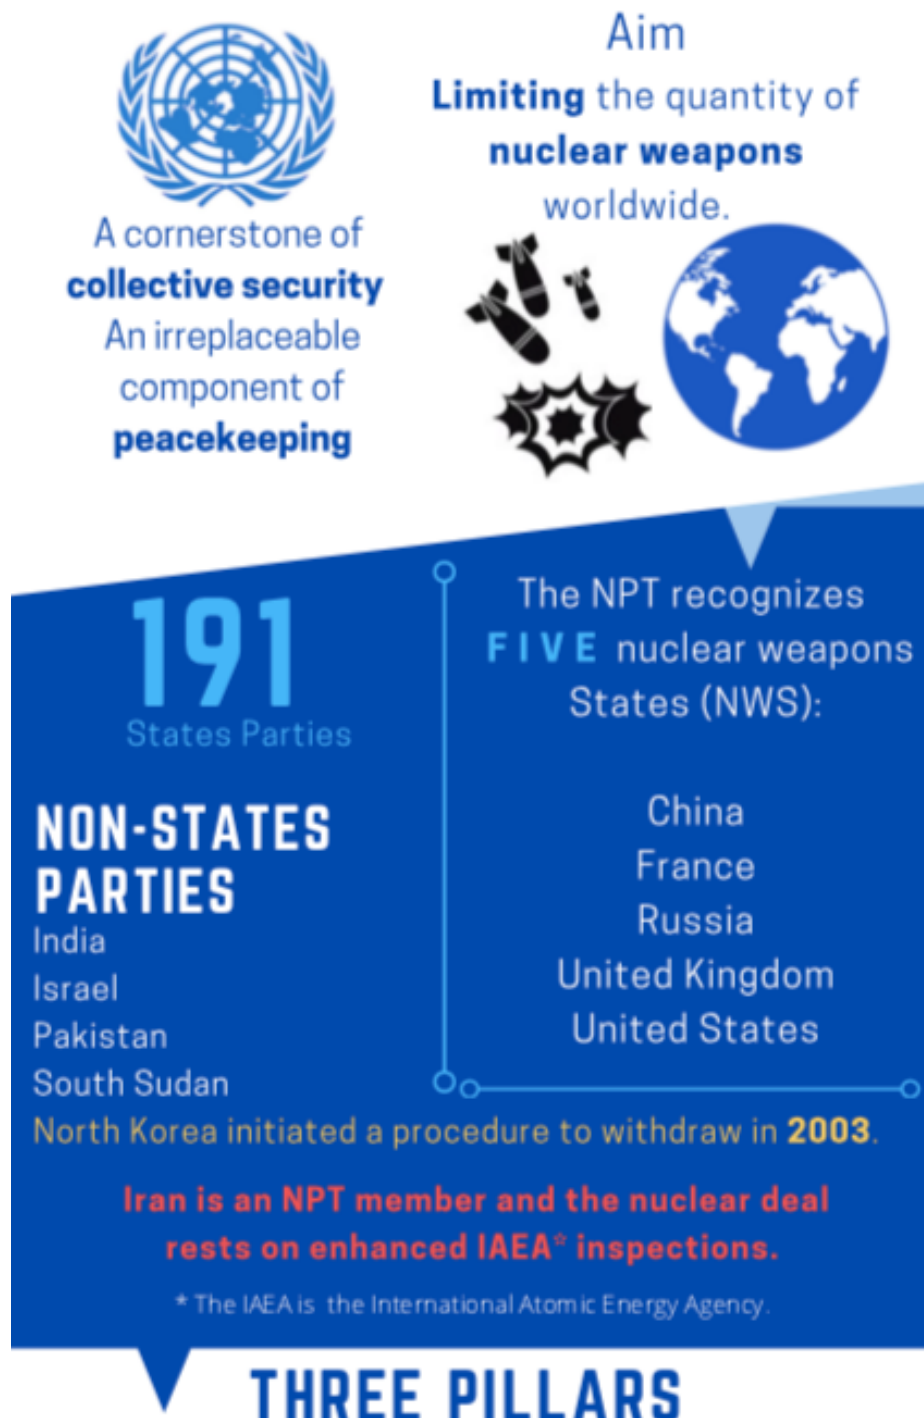 A cornerstone of
collective security
An irreplaceable
component of
peacekeeping
Aim
Limiting the quantity of
nuclear weapons
worldwide.
191
States Parties
NON-STATES
PARTIES
India
Israel
Pakistan
South Sudan
The NPT recognizes
FIVE nuclear weapons
States (NWS):
China
France
Russia
United Kingdom
United States
North Korea initiated a procedure to withdraw in 2003.
Iran is an NPT member and the nuclear deal
rests on enhanced IAEA* inspections.
* The IAEA is the International Atomic Energy Agency.
THREE PILLARS